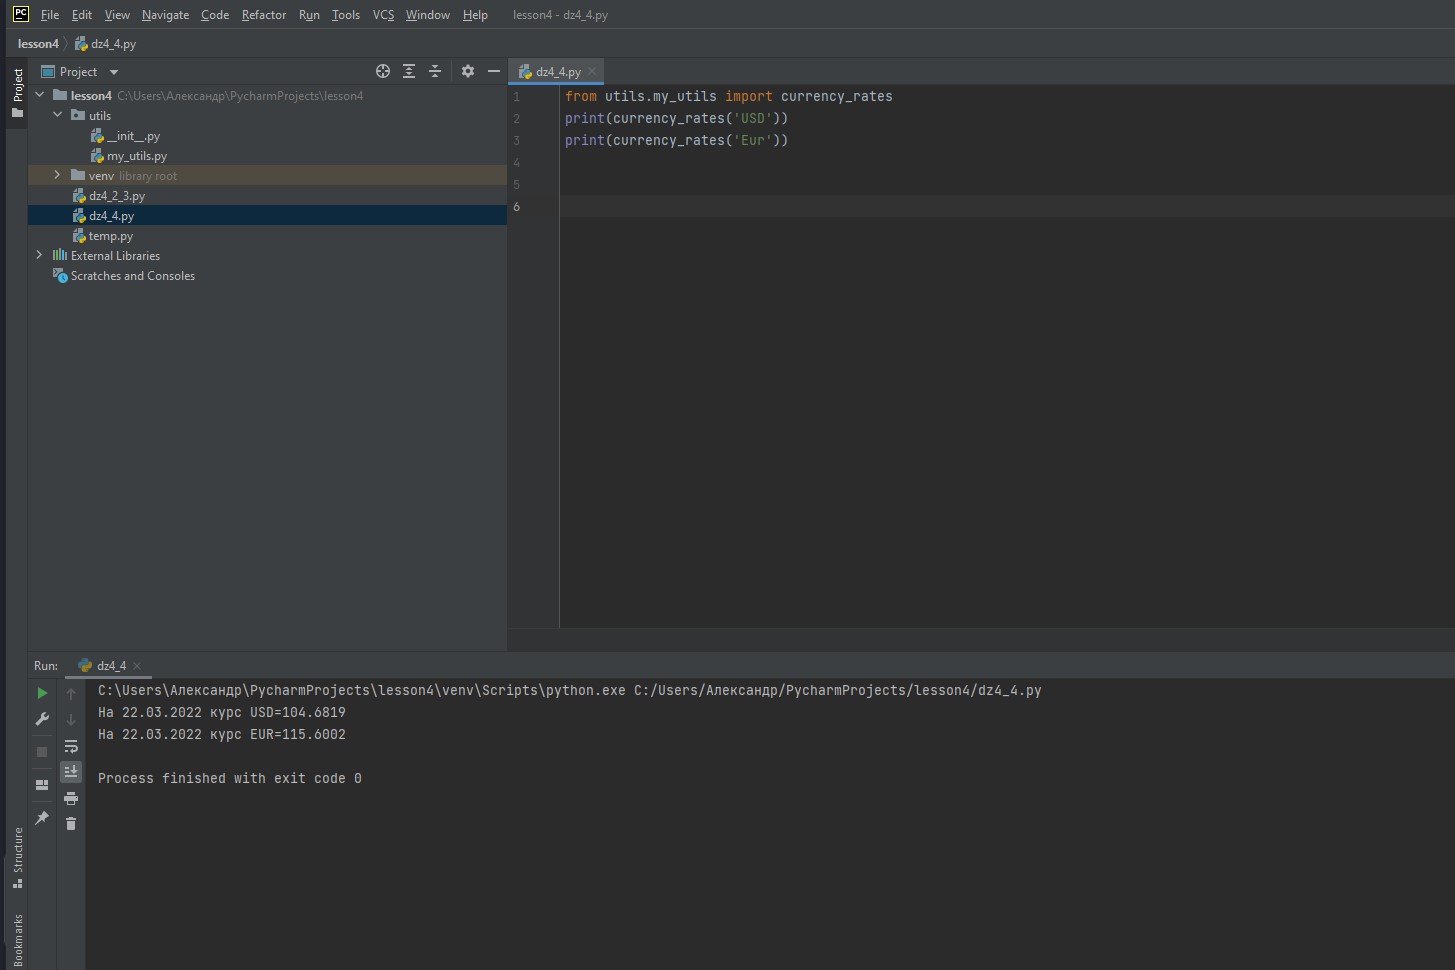 PC File Edit View Navigate Code Refactor Run Tools VCS Window Help lesson4 - dz4_4.py
lesson4 dz4_4.py
Project
Project
lesson4 C:\Users\Александр\PycharmProjects\lesson4
utils
__init__.py
my_utils.py
venv library root
dz4_2_3.py
dz4_4.py
temp.py
External Libraries
Scratches and Consoles
dz4_4.py
1 from utils.my_utils import currency_rates
2 print(currency_rates('USD'))
3 print(currency_rates('Eur'))
4
5
6
Run: dz4_4
C:\Users\Александр\PycharmProjects\lesson4\venv\Scripts\python.exe C:/Users/Александр/PycharmProjects/lesson4/dz4_4.py
На 22.03.2022 курс USD=104.6819
На 22.03.2022 курс EUR=115.6002
Process finished with exit code 0
Structure
Bookmarks